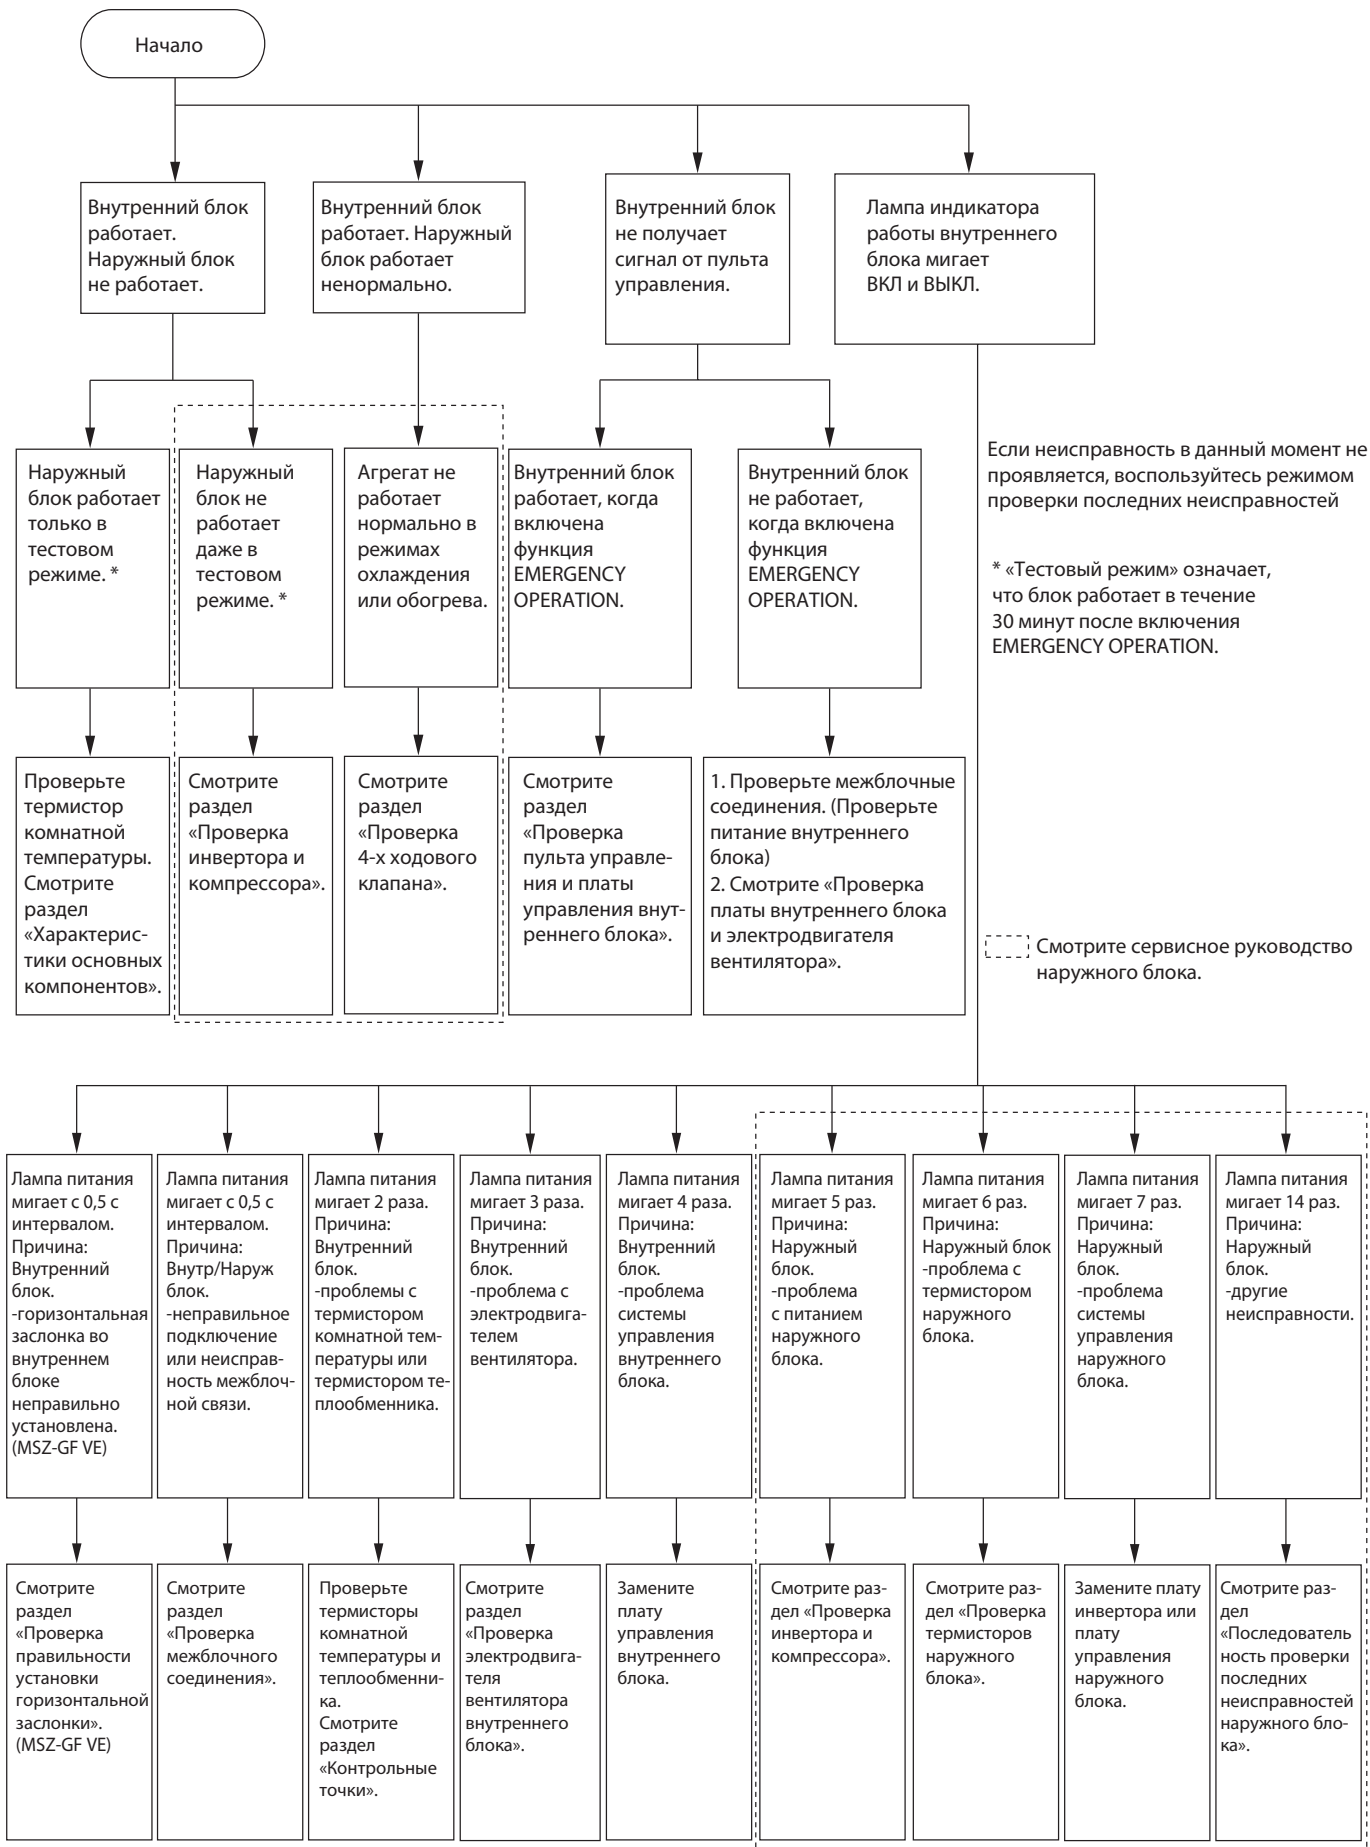 Начало
Внутренний блок
работает.
Наружный блок
не работает.
Внутренний блок
работает. Наружный
блок работает
ненормально.
Внутренний блок
не получает
сигнал от пульта
управления.
Лампа индикатора
работы внутреннего
блока мигает
ВКЛ и ВЫКЛ.
Наружный
блок работает
только в
тестовом
режиме. *
Наружный
блок не
работает
даже в
тестовом
режиме. *
Агрегат не
работает
нормально в
режимах
охлаждения
или обогрева.
Внутренний блок
работает, когда
включена
функция
EMERGENCY
OPERATION.
Внутренний блок
не работает,
когда включена
функция
EMERGENCY
OPERATION.
Если неисправность в данный момент не
проявляется, воспользуйтесь режимом
проверки последних неисправностей
* «Тестовый режим» означает,
что блок работает в течение
30 минут после включения
EMERGENCY OPERATION.
Проверьте
термистор
комнатной
температуры.
Смотрите
раздел
«Характерис-
тики основных
компонентов».
Смотрите
раздел
«Проверка
инвертора и
компрессора».
Смотрите
раздел
«Проверка
4-х ходового
клапана».
Смотрите
раздел
«Проверка
пульта управле-
ния и платы
управления внут-
реннего блока».
1. Проверьте межблочные
соединения. (Проверьте
питание внутреннего
блока)
2. Смотрите «Проверка
платы внутреннего блока
и электродвигателя
вентилятора».
Смотрите сервисное руководство
наружного блока.
Лампа питания
мигает с 0,5 с
интервалом.
Причина:
Внутренний
блок.
-горизонтальная
заслонка во
внутреннем
блоке
неправильно
установлена.
(MSZ-GF VE)
Лампа питания
мигает с 0,5 с
интервалом.
Причина:
Внутр/Наруж
блок.
-неправильное
подключение
или неисправ-
ность межблоч-
ной связи.
Лампа питания
мигает 2 раза.
Причина:
Внутренний
блок.
-проблемы с
термистором
комнатной тем-
пературы или
термистором те-
плообменника.
Лампа питания
мигает 3 раза.
Причина:
Внутренний
блок.
-проблема с
электродвига-
телем
вентилятора.
Лампа питания
мигает 4 раза.
Причина:
Внутренний
блок.
-проблема
системы
управления
внутреннего
блока.
Лампа питания
мигает 5 раз.
Причина:
Наружный
блок.
-проблема
с питанием
наружного
блока.
Лампа питания
мигает 6 раз.
Причина:
Наружный блок
-проблема с
термистором
наружного
блока.
Лампа питания
мигает 7 раз.
Причина:
Наружный
блок.
-проблема
системы
управления
наружного
блока.
Лампа питания
мигает 14 раз.
Причина:
Наружный
блок.
-другие
неисправности.
Смотрите
раздел
«Проверка
правильности
установки
горизонтальной
заслонки».
(MSZ-GF VE)
Смотрите
раздел
«Проверка
межблочного
соединения».
Проверьте
термисторы
комнатной
температуры и
теплообменни-
ка.
Смотрите
раздел
«Контрольные
точки».
Смотрите
раздел
«Проверка
электродвига-
теля
вентилятора
внутреннего
блока».
Замените
плату
управления
внутреннего
блока.
Смотрите раз-
дел «Проверка
инвертора и
компрессора».
Смотрите раз-
дел «Проверка
термисторов
наружного
блока».
Замените плату
инвертора или
плату
управления
наружного
блока.
Смотрите раз-
дел
«Последователь
ность проверки
последних
неисправностей
наружного бло-
ка».